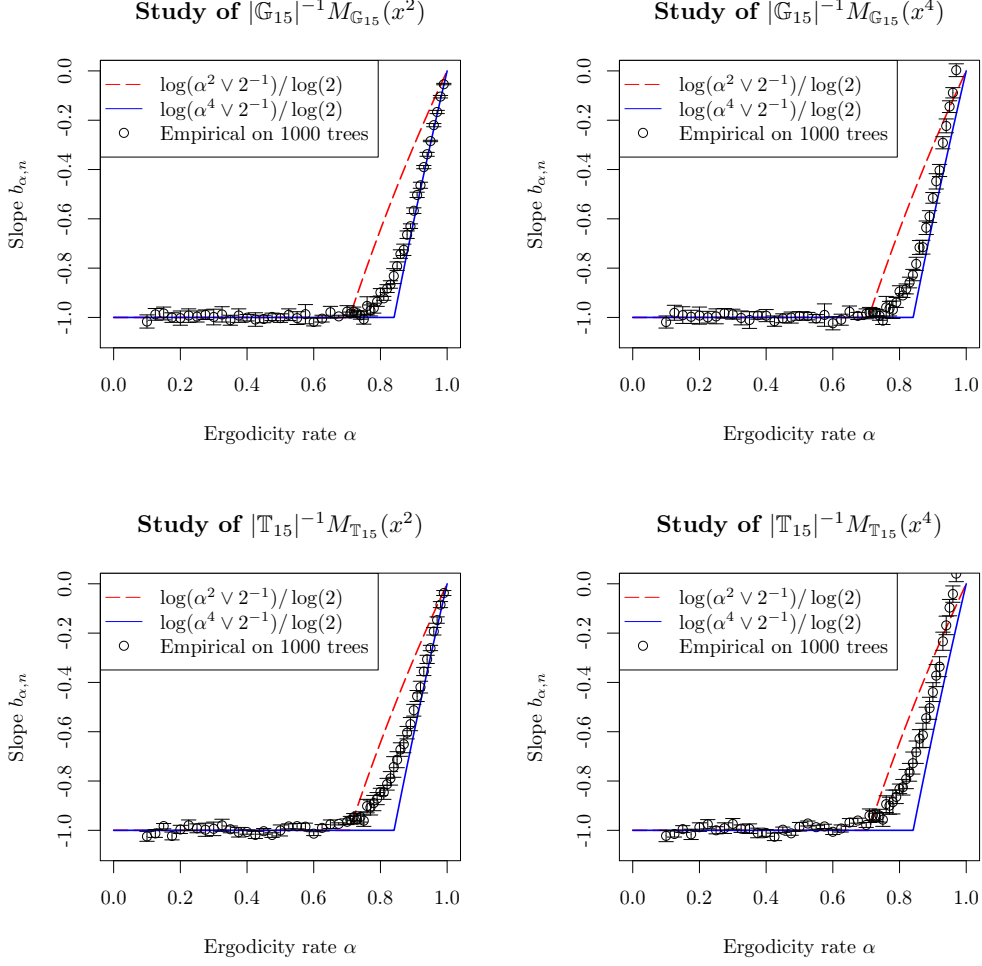 Study of |𝔾₁₅|⁻¹M_𝔾₁₅(x²)
0.0
-0.2
-0.4
-0.6
-0.8
-1.0
Slope b_{α,n}
log(α² ∨ 2⁻¹)/ log(2)
log(α⁴ ∨ 2⁻¹)/ log(2)
Empirical on 1000 trees
0.0 0.2 0.4 0.6 0.8 1.0
Ergodicity rate α
Study of |𝔾₁₅|⁻¹M_𝔾₁₅(x⁴)
0.0
-0.2
-0.4
-0.6
-0.8
-1.0
Slope b_{α,n}
log(α² ∨ 2⁻¹)/ log(2)
log(α⁴ ∨ 2⁻¹)/ log(2)
Empirical on 1000 trees
0.0 0.2 0.4 0.6 0.8 1.0
Ergodicity rate α
Study of |𝕋₁₅|⁻¹M_𝕋₁₅(x²)
0.0
-0.2
-0.4
-0.6
-0.8
-1.0
Slope b_{α,n}
log(α² ∨ 2⁻¹)/ log(2)
log(α⁴ ∨ 2⁻¹)/ log(2)
Empirical on 1000 trees
0.0 0.2 0.4 0.6 0.8 1.0
Ergodicity rate α
Study of |𝕋₁₅|⁻¹M_𝕋₁₅(x⁴)
0.0
-0.2
-0.4
-0.6
-0.8
-1.0
Slope b_{α,n}
log(α² ∨ 2⁻¹)/ log(2)
log(α⁴ ∨ 2⁻¹)/ log(2)
Empirical on 1000 trees
0.0 0.2 0.4 0.6 0.8 1.0
Ergodicity rate α